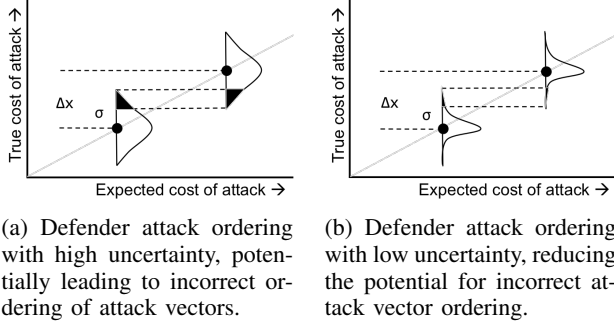 True cost of attack →
Δx
σ
Expected cost of attack →
(a) Defender attack ordering
with high uncertainty, poten-
tially leading to incorrect or-
dering of attack vectors.
True cost of attack →
Δx
σ
Expected cost of attack →
(b) Defender attack ordering
with low uncertainty, reducing
the potential for incorrect at-
tack vector ordering.